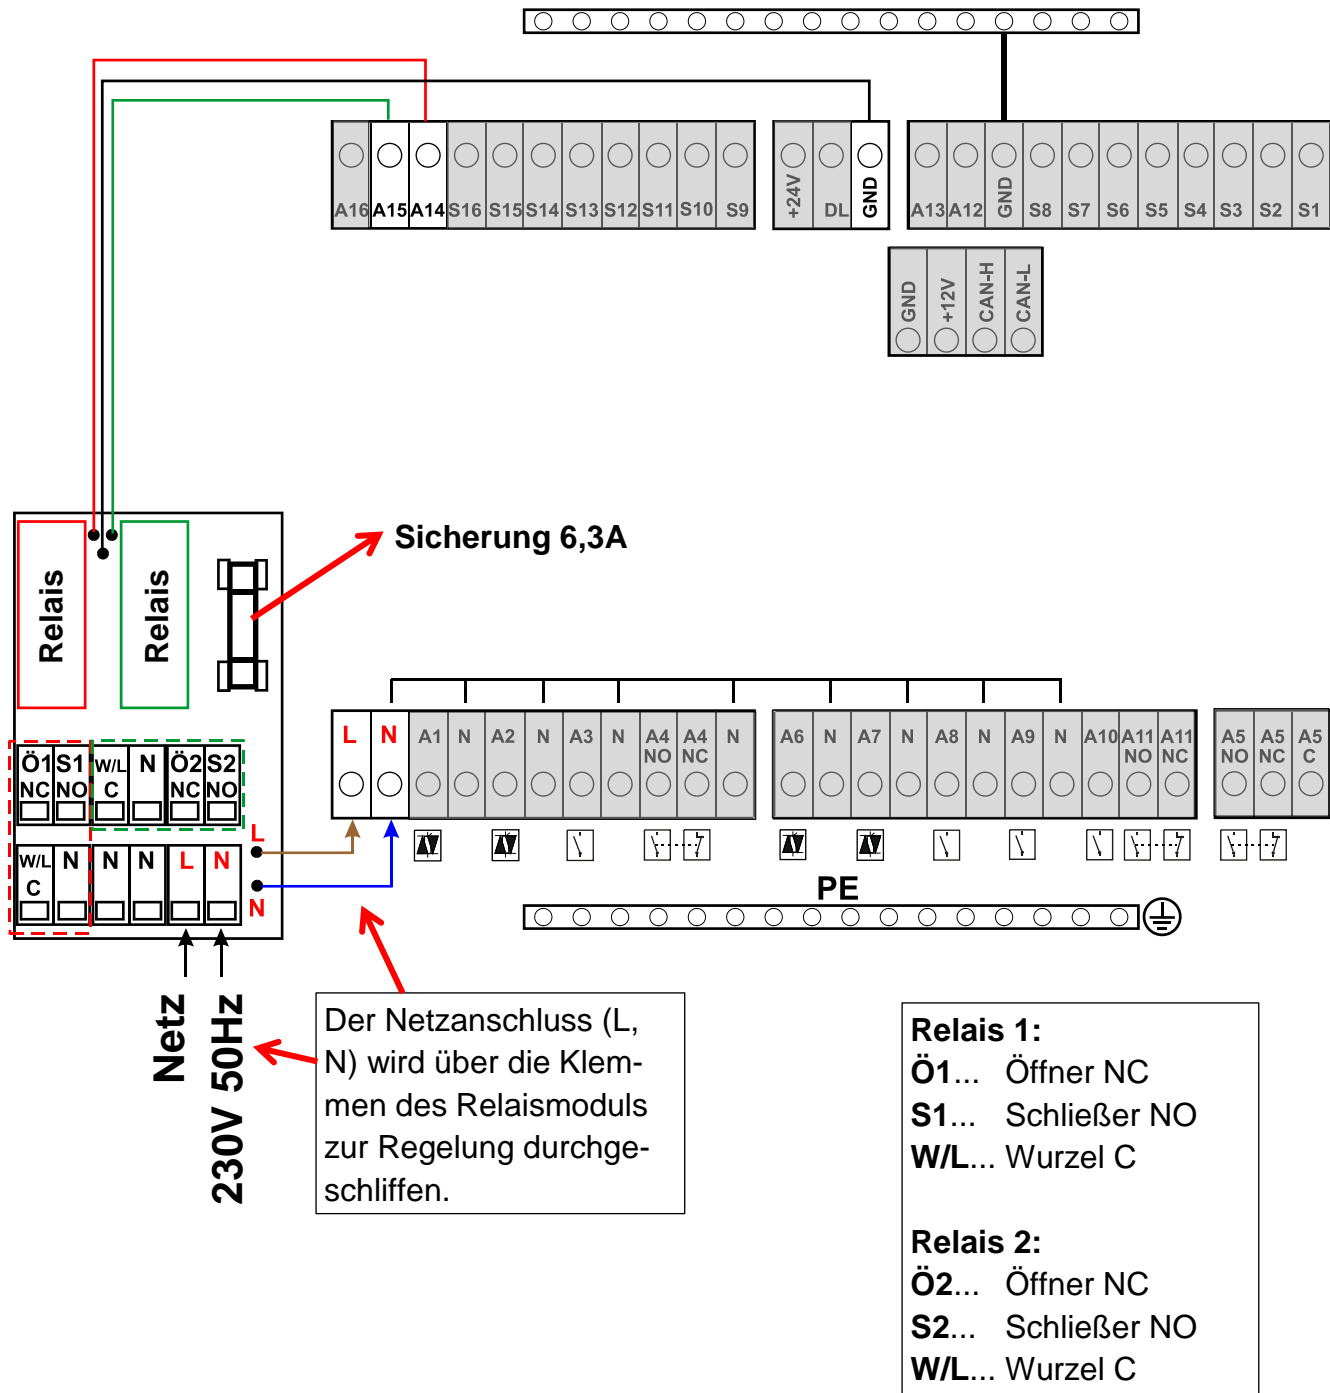 A16 A15 A14 S16 S15 S14 S13 S12 S11 S10 S9
+24V DL GND
A13 A12 GND S8 S7 S6 S5 S4 S3 S2 S1
GND +12V CAN-H CAN-L
Sicherung 6,3A
Relais
Relais
L N A1 N A2 N A3 N A4 NO A4 NC N
A6 N A7 N A8 N A9 N A10 A11 NO A11 NC
A5 NO A5 NC A5 C
Ö1 NC S1 NO W/L C N Ö2 NC S2 NO
L
W/L C N N N L N
N
PE
Netz
230V 50Hz
Der Netzanschluss (L,
N) wird über die Klem-
men des Relaismoduls
zur Regelung durchge-
schliffen.
Relais 1:
Ö1... Öffner NC
S1... Schließer NO
W/L... Wurzel C
Relais 2:
Ö2... Öffner NC
S2... Schließer NO
W/L... Wurzel C